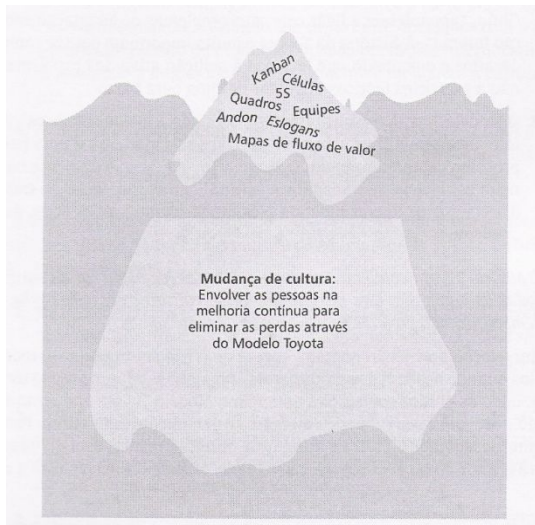 Kanban
Células
5S
Quadros Equipes
Andon Eslogans
Mapas de fluxo de valor
Mudança de cultura:
Envolver as pessoas na
melhoria contínua para
eliminar as perdas através
do Modelo Toyota